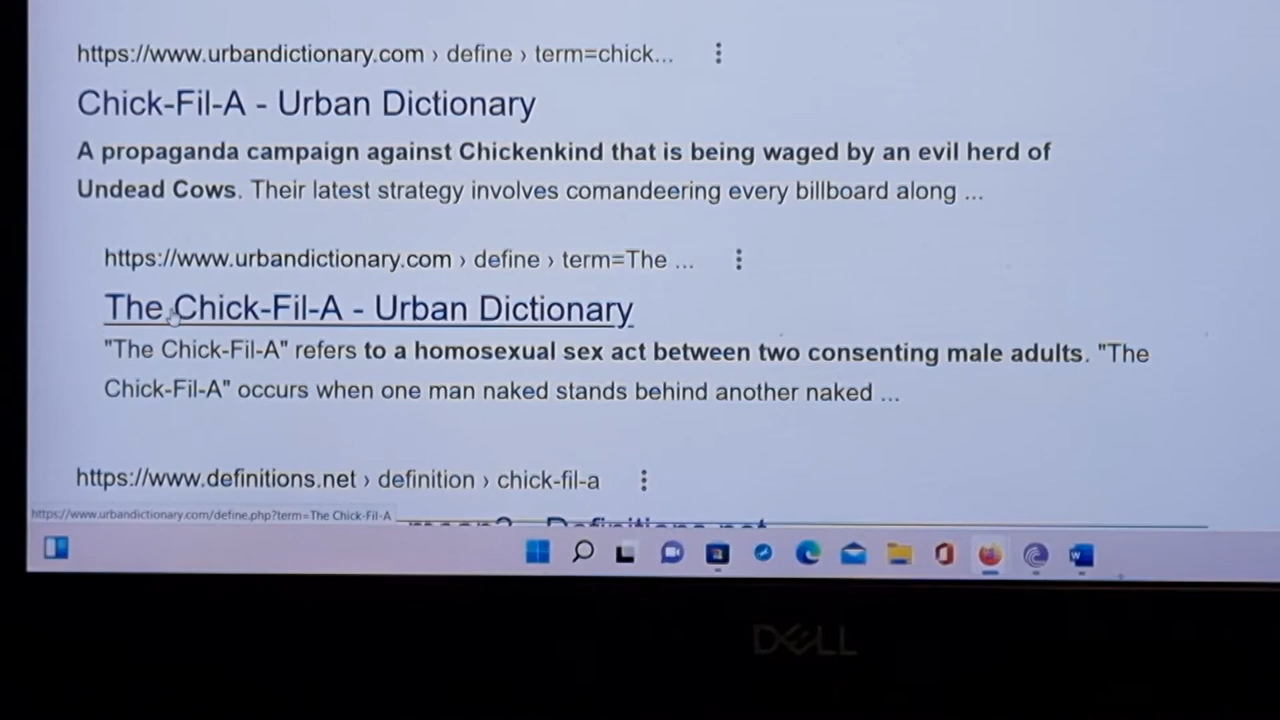 https://www.urbandictionary.com › define › term=chick...
Chick-Fil-A - Urban Dictionary
A propaganda campaign against Chickenkind that is being waged by an evil herd of
Undead Cows. Their latest strategy involves comandeering every billboard along ...
https://www.urbandictionary.com › define › term=The ...
The Chick-Fil-A - Urban Dictionary
"The Chick-Fil-A" refers to a homosexual sex act between two consenting male adults. "The
Chick-Fil-A" occurs when one man naked stands behind another naked ...
https://www.definitions.net › definition › chick-fil-a
https://www.urbandictionary.com/define.php?term=The Chick-Fil-A
DELL